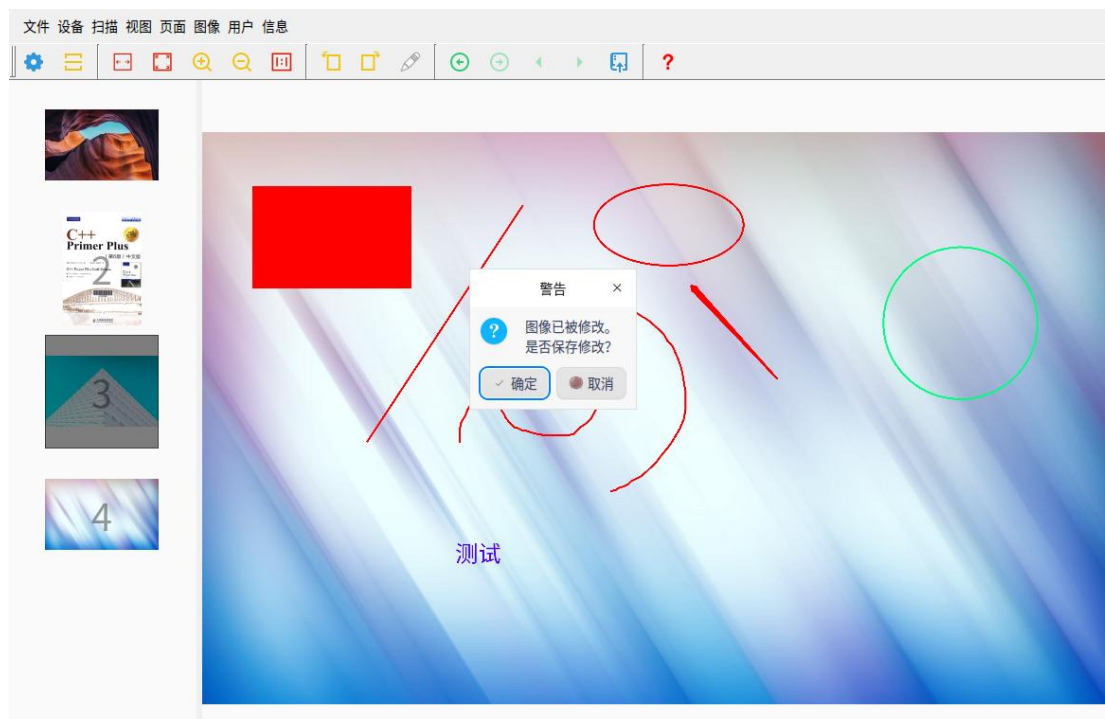 文件 设备 扫描 视图 页面 图像 用户 信息
1:1
?
C++
Primer Plus
2
3
4
警告
×
?
图像已被修改。
是否保存修改?
确定
取消
测试